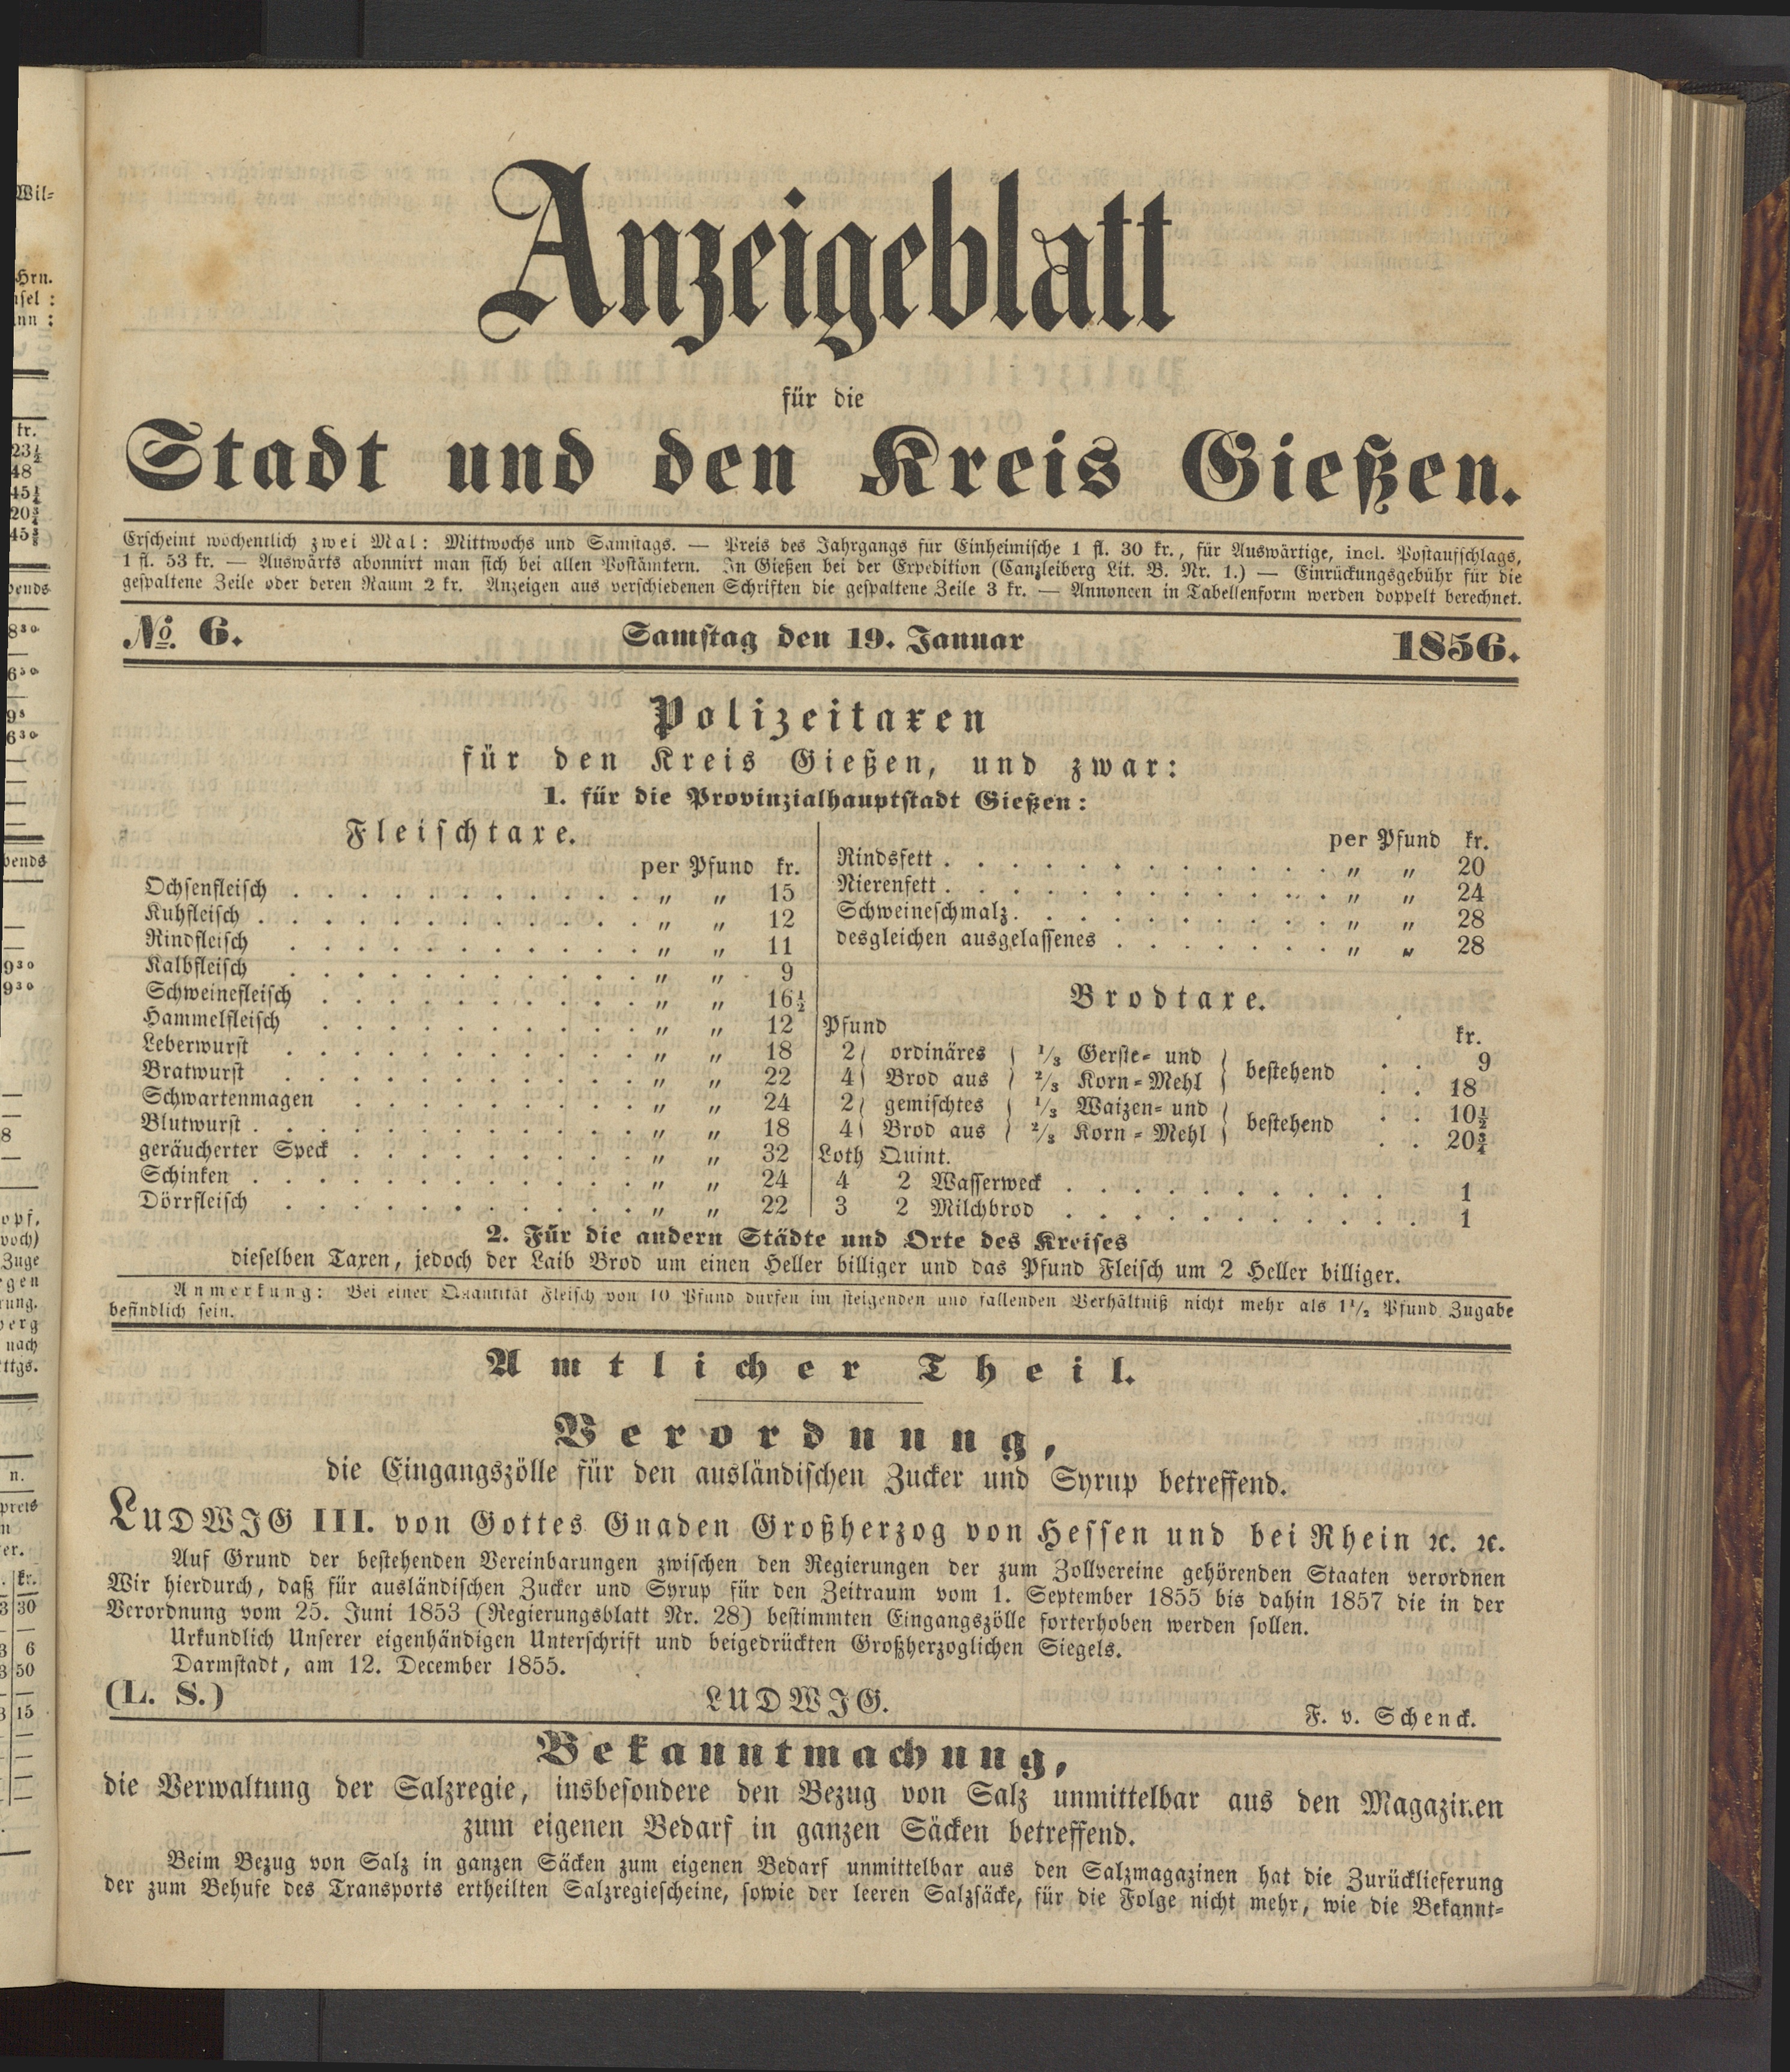 Anzeigeblatt
für die
Stadt und den Kreis Gießen.
Erscheint wöchentlich zwei Mal: Mittwochs und Samstags. — Preis des Jahrgangs für Einheimische 1 fl. 30 kr., für Auswärtige, incl. Postaufschlags,
1 fl. 53 kr. — Auswärts abonnirt man sich bei allen Postämtern. In Gießen bei der Expedition (Canzleiberg Lit. B. Nr. 1.) — Einrückungsgebühr für die
gespaltene Zeile oder deren Raum 2 kr. Anzeigen aus verschiedenen Schriften die gespaltene Zeile 3 kr. — Annoncen in Tabellenform werden doppelt berechnet.
No. 6. Samstag den 19. Januar 1856.
Polizeitaxen
für den Kreis Gießen, und zwar:
1. für die Provinzialhauptstadt Gießen:
Fleischtaxe.
per Pfund kr.
Ochsenfleisch . . . . . . . . . . . „ „ 15
Kuhfleisch . . . . . . . . . . . . „ „ 12
Rindfleisch . . . . . . . . . . . „ „ 11
Kalbfleisch . . . . . . . . . . . „ „ 9
Schweinefleisch . . . . . . . . . . „ „ 16½
Hammelfleisch . . . . . . . . . . „ „ 12
Leberwurst . . . . . . . . . . . „ „ 18
Bratwurst . . . . . . . . . . . „ „ 22
Schwartenmagen . . . . . . . . . „ „ 24
Blutwurst . . . . . . . . . . . . „ „ 18
geräucherter Speck . . . . . . . . . „ „ 32
Schinken . . . . . . . . . . . . „ „ 24
Dörrfleisch . . . . . . . . . . . „ „ 22
per Pfund kr.
Rindsfett . . . . . . . . . . . . „ „ 20
Nierenfett . . . . . . . . . . . . „ „ 24
Schweineschmalz . . . . . . . . . . „ „ 28
desgleichen ausgelassenes . . . . . . . „ „ 28
Brodtaxe.
Pfund kr.
2) ordinäres { 1/3 Gerste- und } bestehend . . 9
4) Brod aus { 2/3 Korn-Mehl } . . 18
2) gemischtes { 1/3 Waizen- und } bestehend . . 10½
4) Brod aus { 2/3 Korn-Mehl } . . 20¾
Loth Quint.
4 2 Wasserweck . . . . . . . . . . 1
3 2 Milchbrod . . . . . . . . . . . 1
2. Für die andern Städte und Orte des Kreises
dieselben Taxen, jedoch der Laib Brod um einen Heller billiger und das Pfund Fleisch um 2 Heller billiger.
Anmerkung: Bei einer Quantität Fleisch von 10 Pfund dürfen im steigenden und fallenden Verhältniß nicht mehr als 1½ Pfund Zugabe
befindlich sein.
Amtlicher Theil.
Verordnung,
die Eingangszölle für den ausländischen Zucker und Syrup betreffend.
LUDWIG III. von Gottes Gnaden Großherzog von Hessen und bei Rhein ꝛc. ꝛc.
Auf Grund der bestehenden Vereinbarungen zwischen den Regierungen der zum Zollvereine gehörenden Staaten verordnen
Wir hierdurch, daß für ausländischen Zucker und Syrup für den Zeitraum vom 1. September 1855 bis dahin 1857 die in der
Verordnung vom 25. Juni 1853 (Regierungsblatt Nr. 28) bestimmten Eingangszölle forterhoben werden sollen.
Urkundlich Unserer eigenhändigen Unterschrift und beigedrückten Großherzoglichen Siegels.
Darmstadt, am 12. December 1855.
(L. S.) LUDWIG. F. v. Schenck.
Bekanntmachung,
die Verwaltung der Salzregie, insbesondere den Bezug von Salz unmittelbar aus den Magazinen
zum eigenen Bedarf in ganzen Säcken betreffend.
Beim Bezug von Salz in ganzen Säcken zum eigenen Bedarf unmittelbar aus den Salzmagazinen hat die Zurücklieferung
der zum Behufe des Transports ertheilten Salzregiescheine, sowie der leeren Salzsäcke, für die Folge nicht mehr, wie die Bekannt-